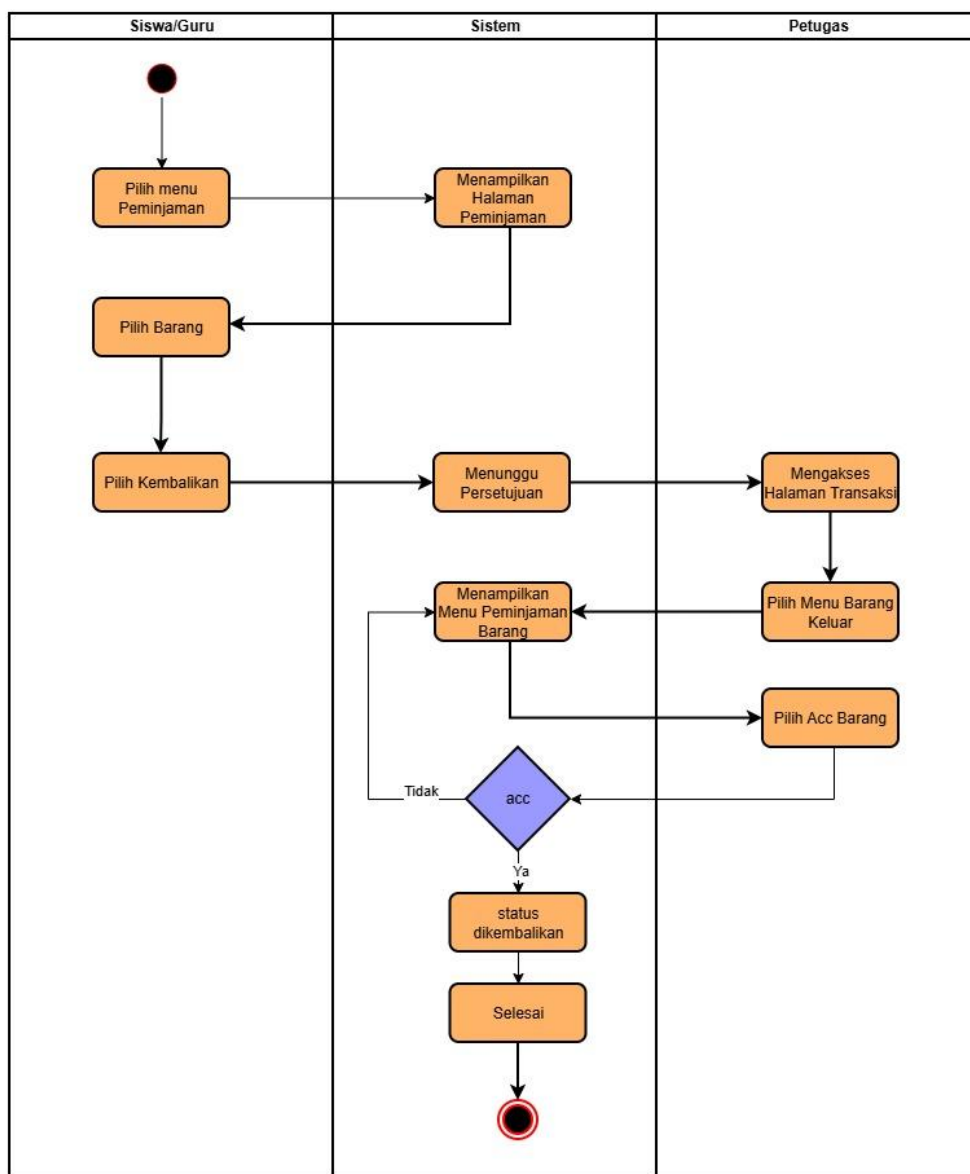 Siswa/Guru
Sistem
Petugas
Pilih menu
Peminjaman
Menampilkan
Halaman
Peminjaman
Pilih Barang
Pilih Kembalikan
Menunggu
Persetujuan
Mengakses
Halaman Transaksi
Menampilkan
Menu Peminjaman
Barang
Pilih Menu Barang
Keluar
Pilih Acc Barang
Tidak
acc
Ya
status
dikembalikan
Selesai